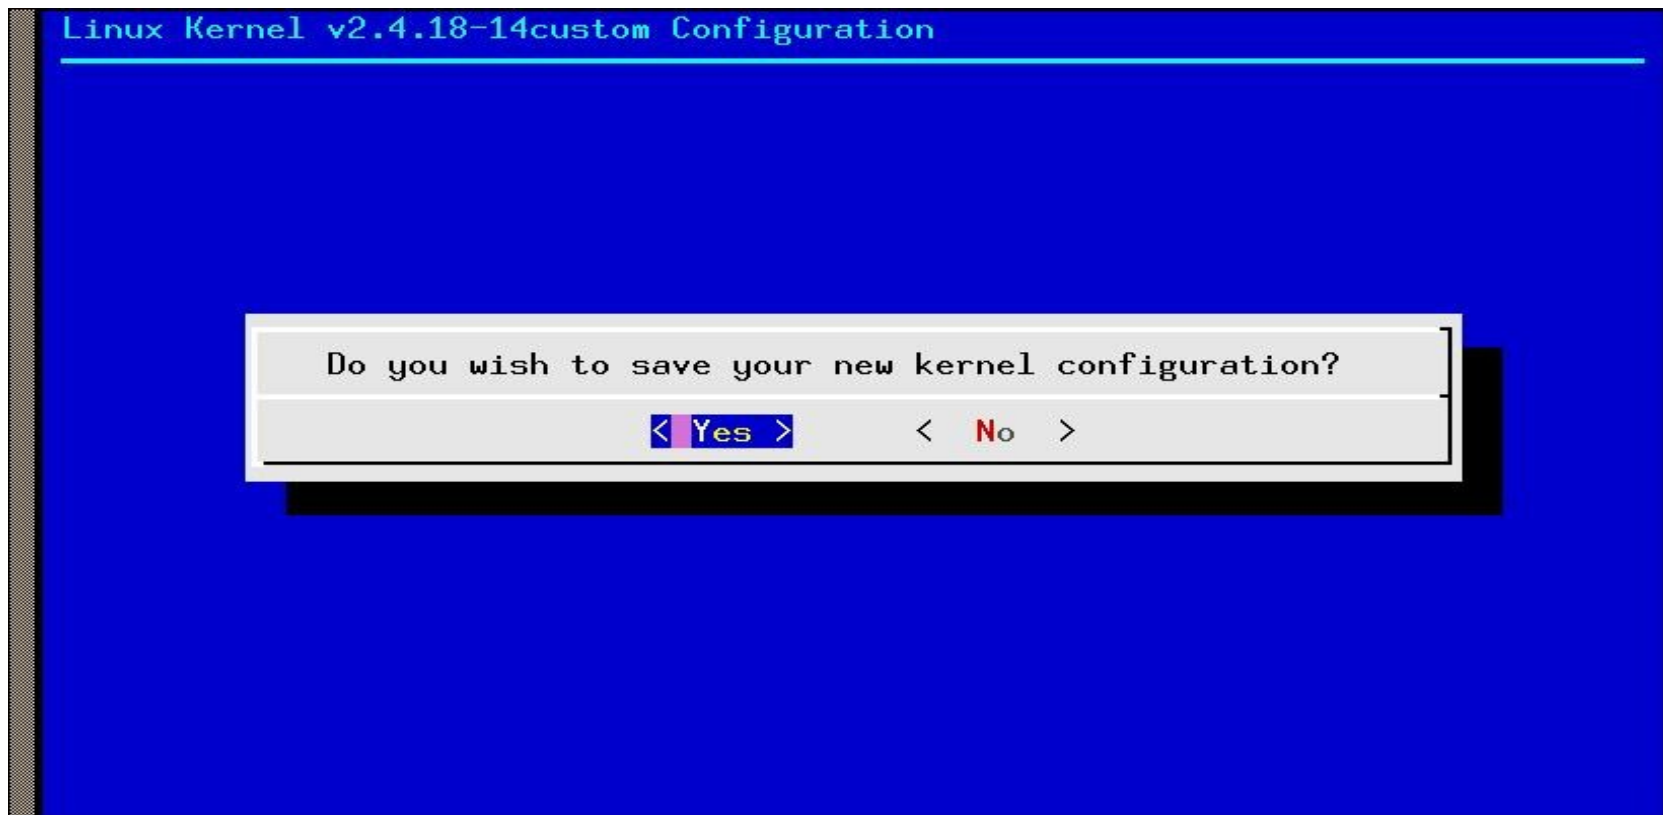 Linux Kernel v2.4.18-14custom Configuration
Do you wish to save your new kernel configuration?
< Yes > < No >